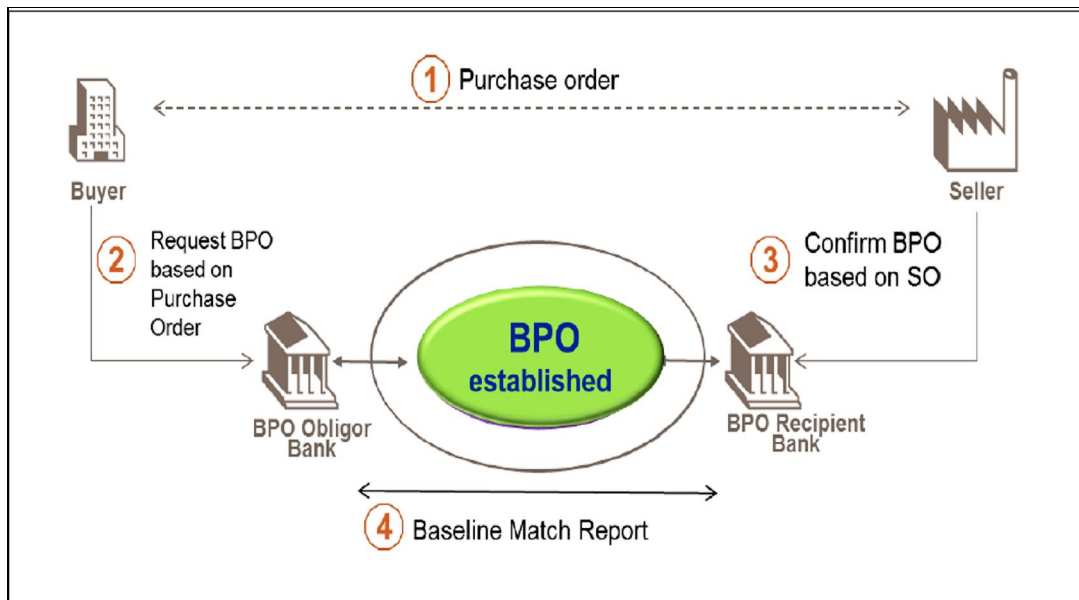 1 Purchase order
Buyer
Seller
2 Request BPO
based on
Purchase
Order
3 Confirm BPO
based on SO
BPO
established
BPO Obligor
Bank
BPO Recipient
Bank
4 Baseline Match Report